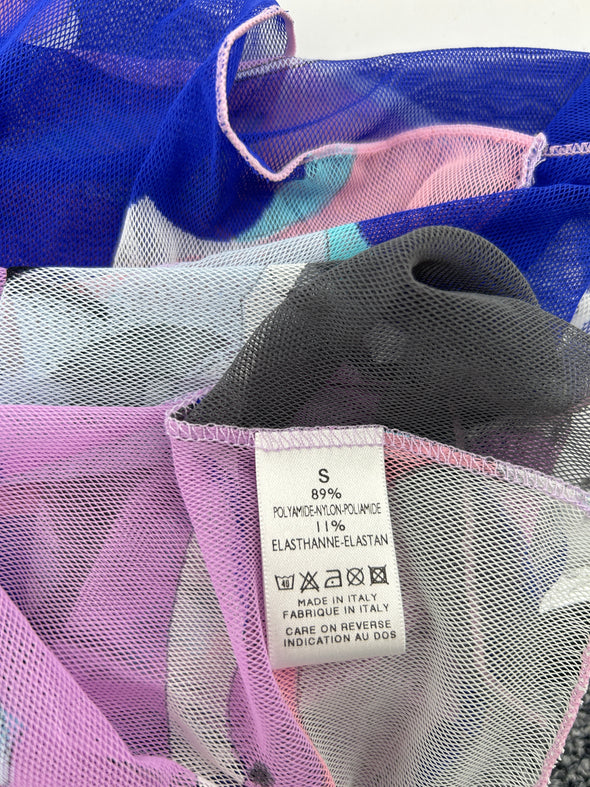 S
89%
POLYAMIDE-NYLON-POLIAMIDE
11%
ELASTHANNE-ELASTAN
40
MADE IN ITALY
FABRIQUE IN ITALY
CARE ON REVERSE
INDICATION AU DOS